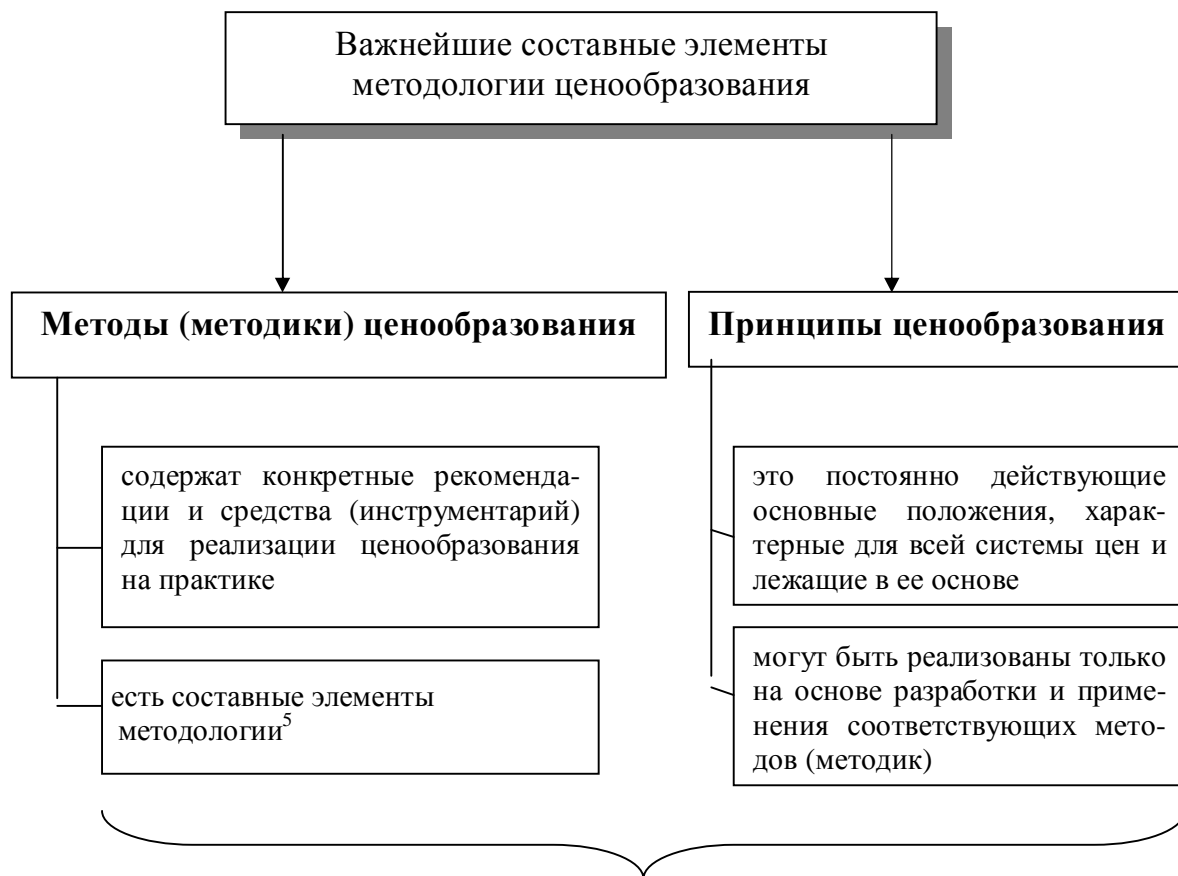 Важнейшие составные элементы
методологии ценообразования
Методы (методики) ценообразования
содержат конкретные рекоменда-
ции и средства (инструментарий)
для реализации ценообразования
на практике
есть составные элементы
методологии⁵
Принципы ценообразования
это постоянно действующие
основные положения, харак-
терные для всей системы цен и
лежащие в ее основе
могут быть реализованы только
на основе разработки и приме-
нения соответствующих мето-
дов (методик)